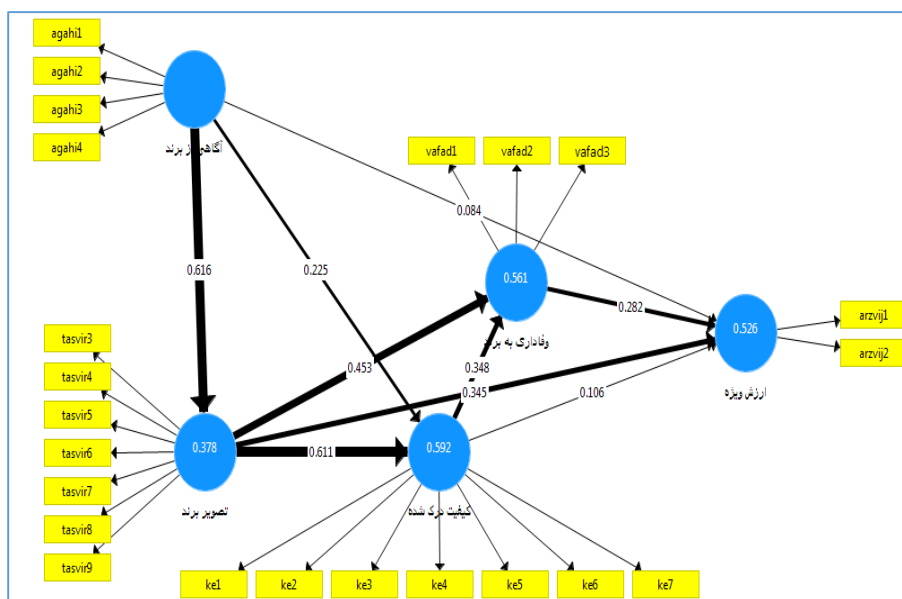 agahi1
agahi2
agahi3
agahi4
آگاهی از برند
vafad1
vafad2
vafad3
0.084
0.616
0.225
0.561
0.282
0.526
arzvij1
arzvij2
وفاداری به برند
ارزش ویژه
0.453
0.348
0.345
0.106
tasvir3
tasvir4
tasvir5
tasvir6
tasvir7
tasvir8
tasvir9
0.378
0.611
0.592
تصویر برند
کیفیت درک شده
ke1
ke2
ke3
ke4
ke5
ke6
ke7